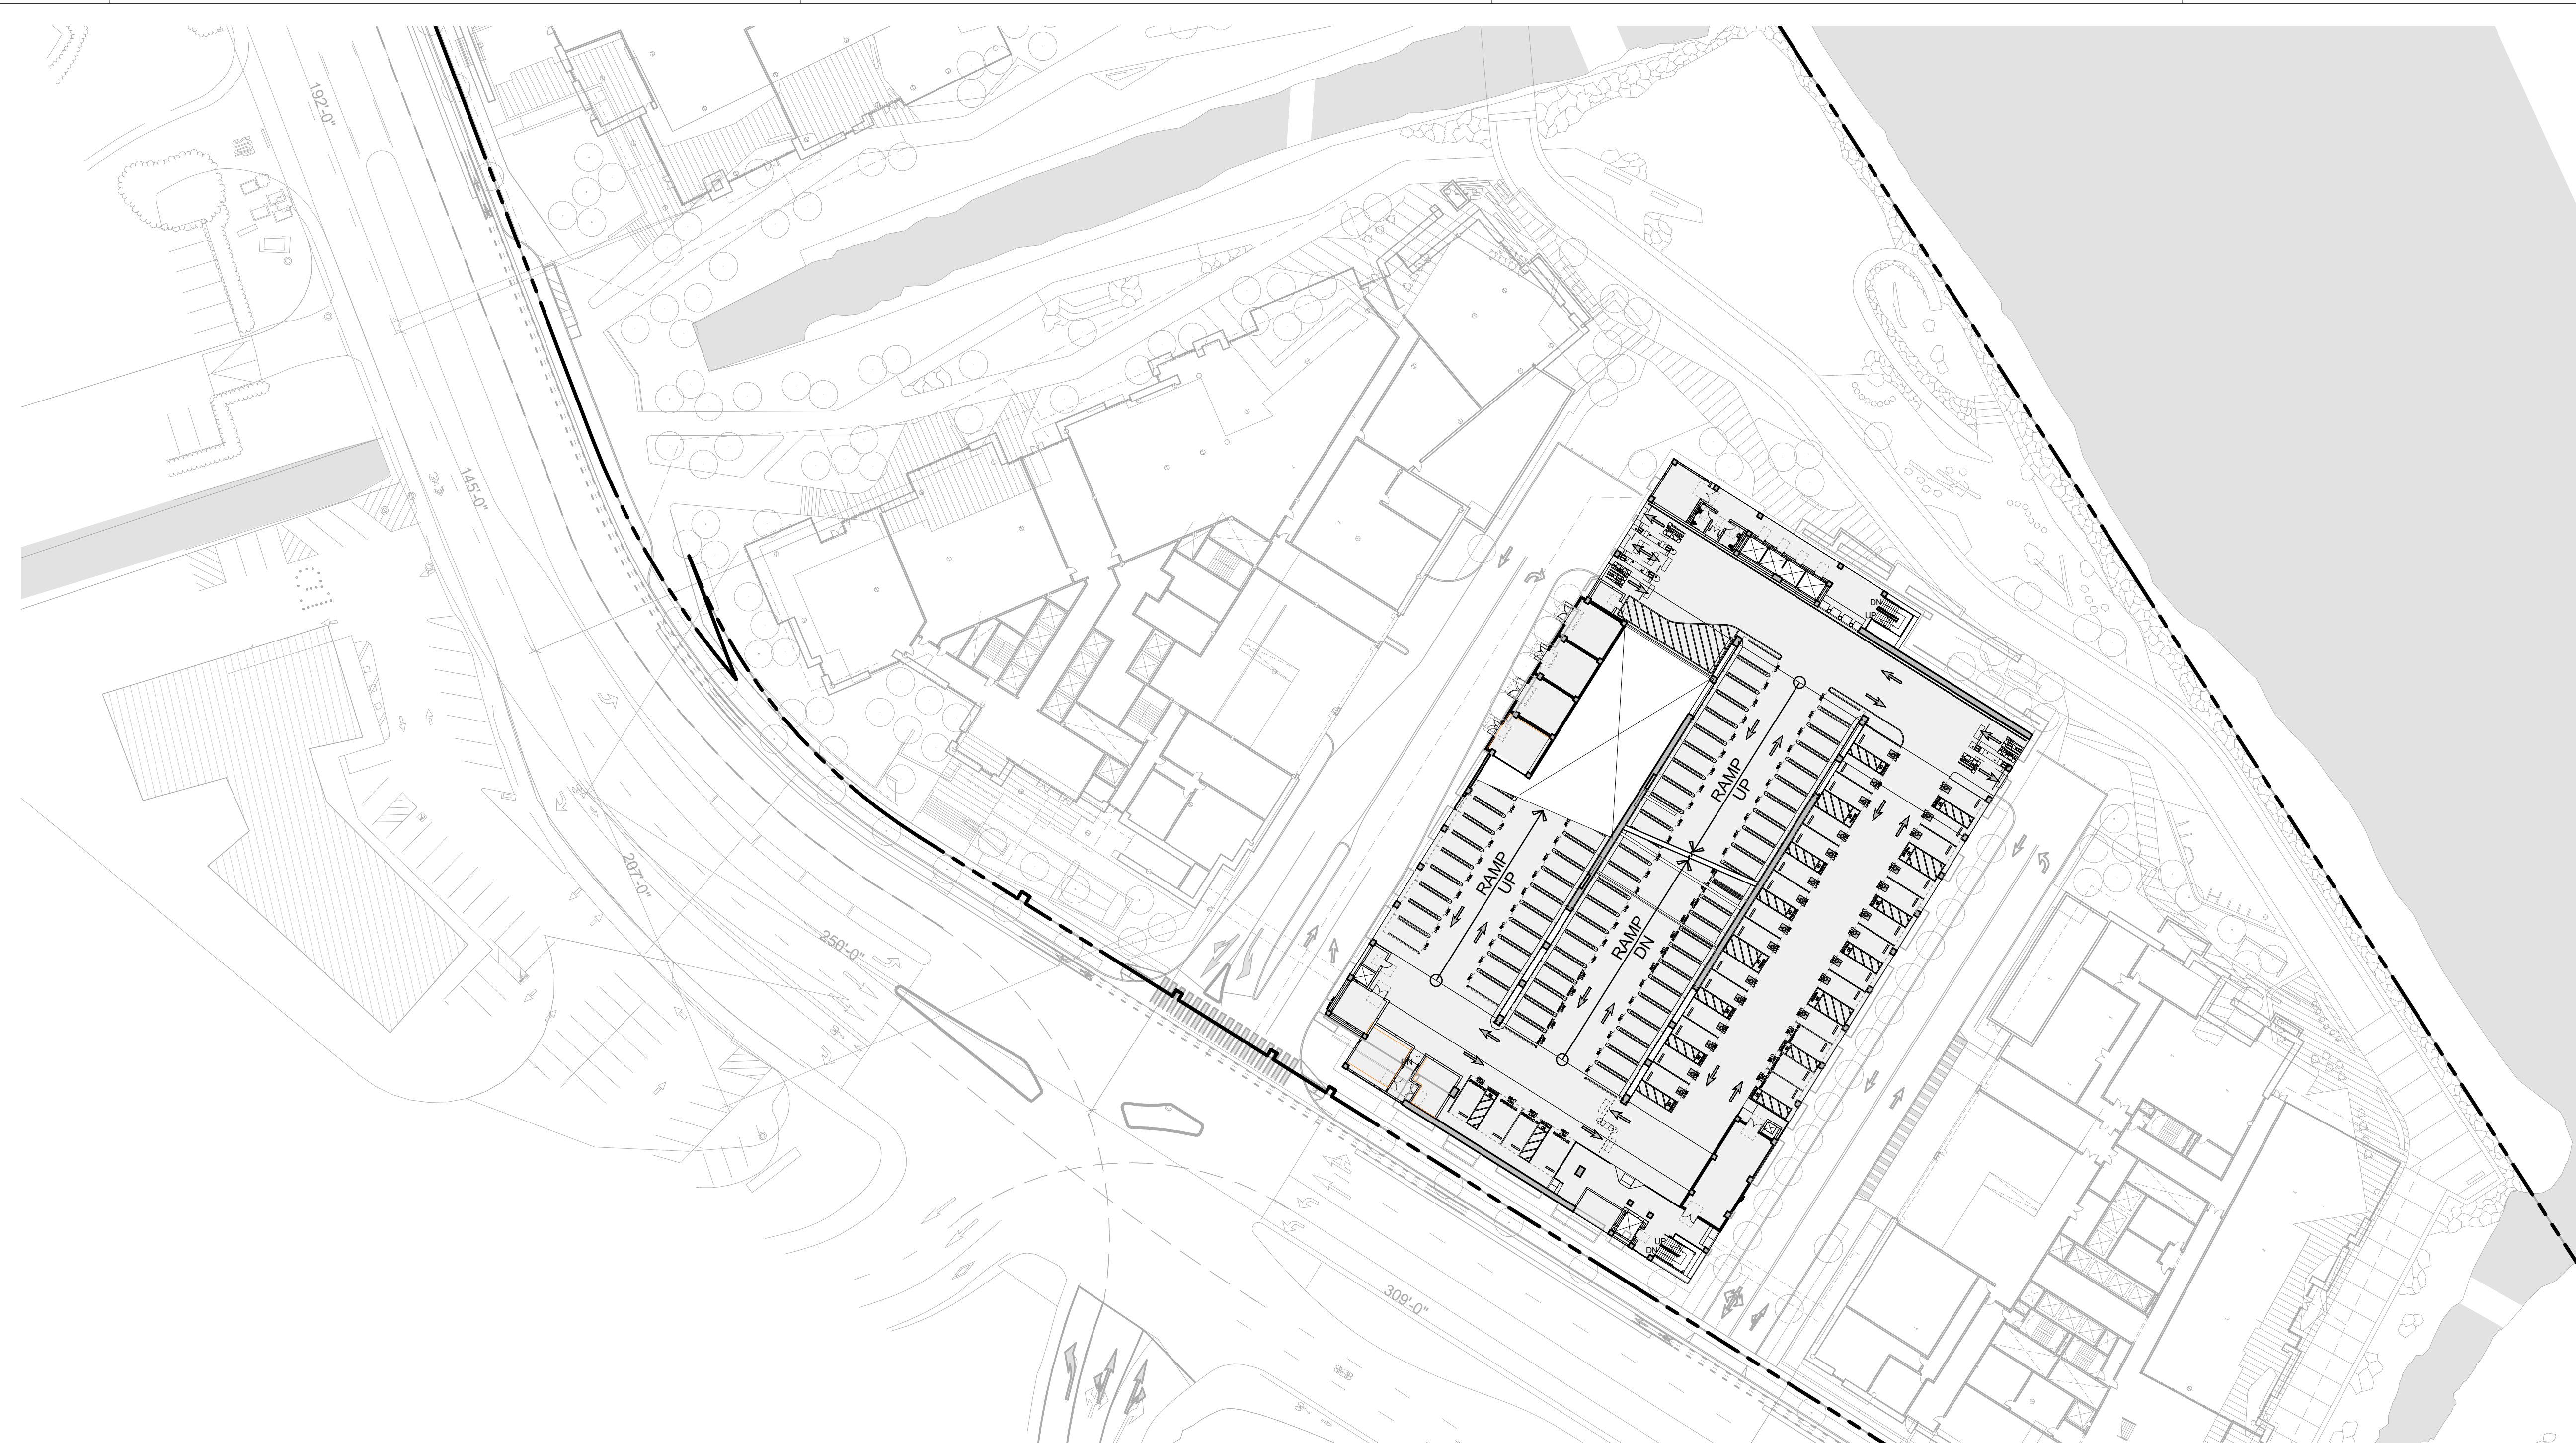 192'-0"
145'-0"
DN
UP
RAMP
UP
RAMP
UP
207'-0"
RAMP
DN
250'-0"
UP
DN
309'-0"